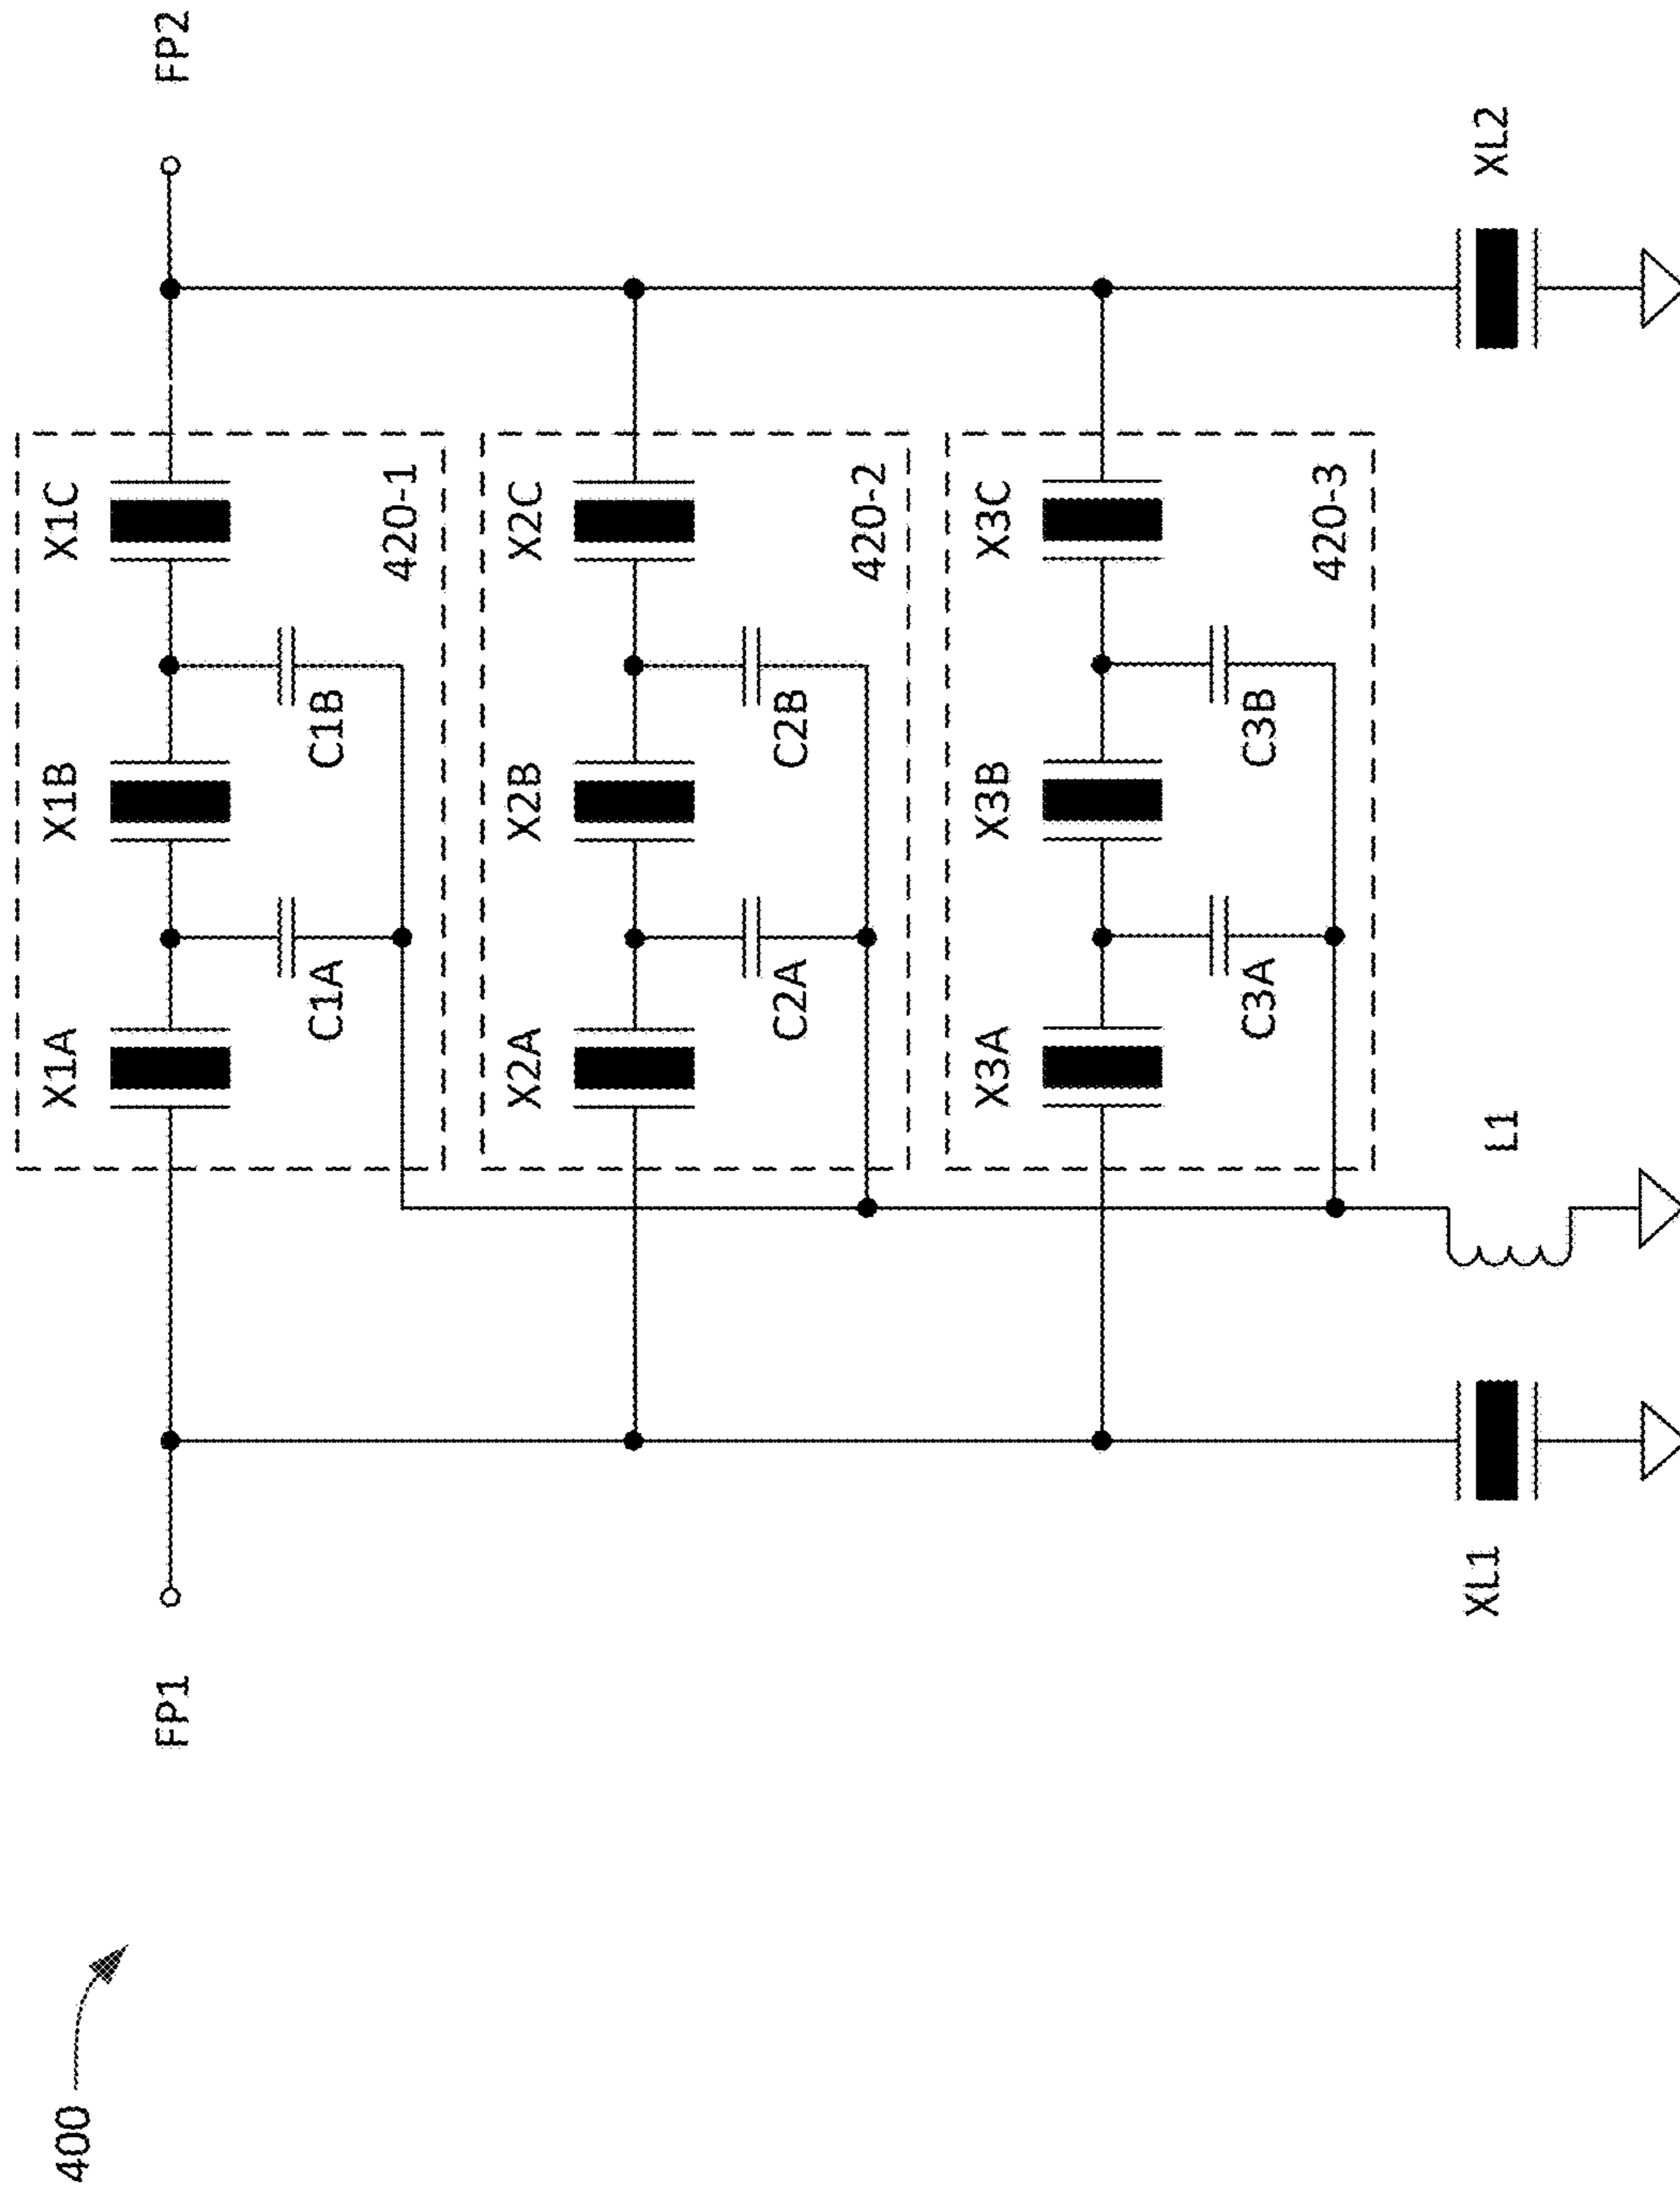 400
X1A X1B X1C
FP1 FP2
C1A C1B
420-1
X2A X2B X2C
C2A C2B
420-2
X3A X3B X3C
C3A C3B
420-3
XL1 L1 XL2